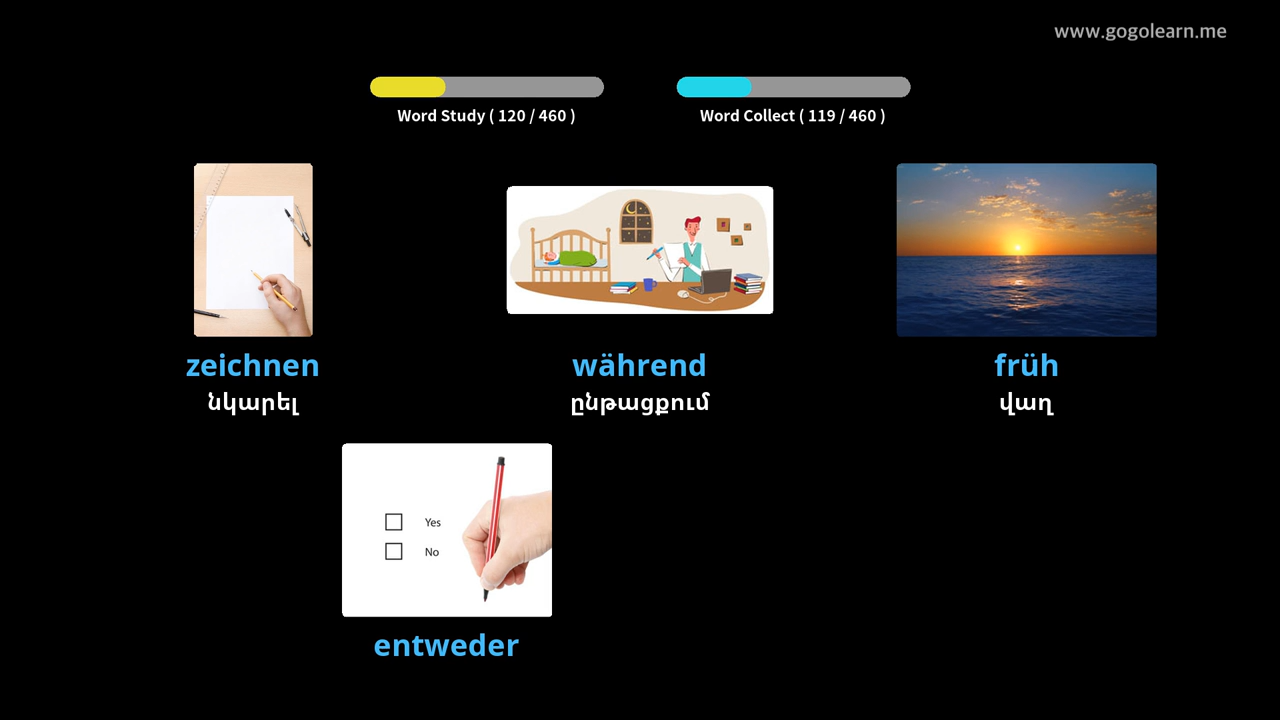 www.gogolearn.me
Word Study ( 120 / 460 )
Word Collect ( 119 / 460 )
zeichnen
նկարել
während
ընթացքում
früh
վաղ
Yes
No
entweder